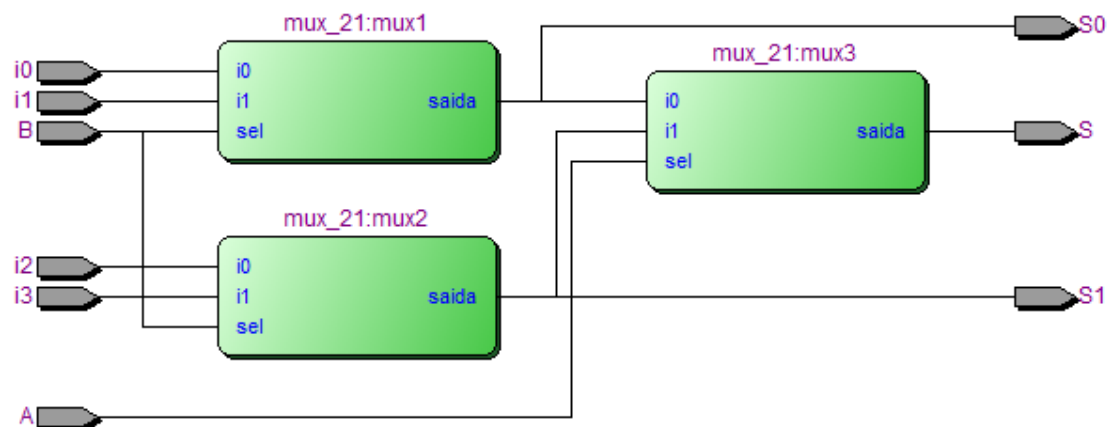 mux_21:mux1
S0
mux_21:mux3
i0
i0
i1
i1
saida
i0
B
sel
i1
saida
S
sel
mux_21:mux2
i2
i0
i3
i1
saida
S1
sel
A